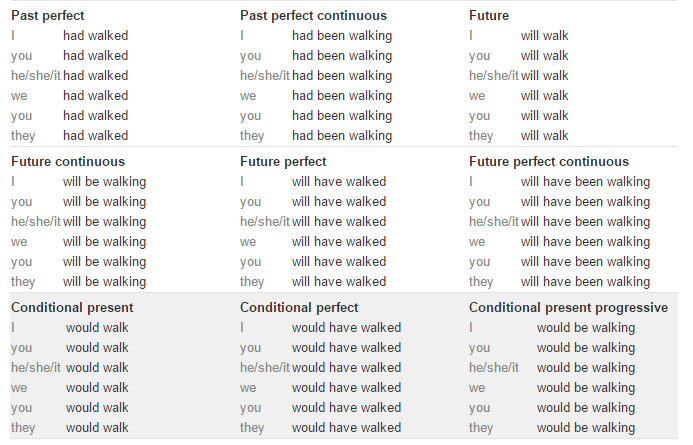 Past perfect Past perfect continuous Future
I had walked I had been walking I will walk
you had walked you had been walking you will walk
he/she/it had walked he/she/it had been walking he/she/it will walk
we had walked we had been walking we will walk
you had walked you had been walking you will walk
they had walked they had been walking they will walk
Future continuous Future perfect Future perfect continuous
I will be walking I will have walked I will have been walking
you will be walking you will have walked you will have been walking
he/she/it will be walking he/she/it will have walked he/she/it will have been walking
we will be walking we will have walked we will have been walking
you will be walking you will have walked you will have been walking
they will be walking they will have walked they will have been walking
Conditional present Conditional perfect Conditional present progressive
I would walk I would have walked I would be walking
you would walk you would have walked you would be walking
he/she/it would walk he/she/it would have walked he/she/it would be walking
we would walk we would have walked we would be walking
you would walk you would have walked you would be walking
they would walk they would have walked they would be walking